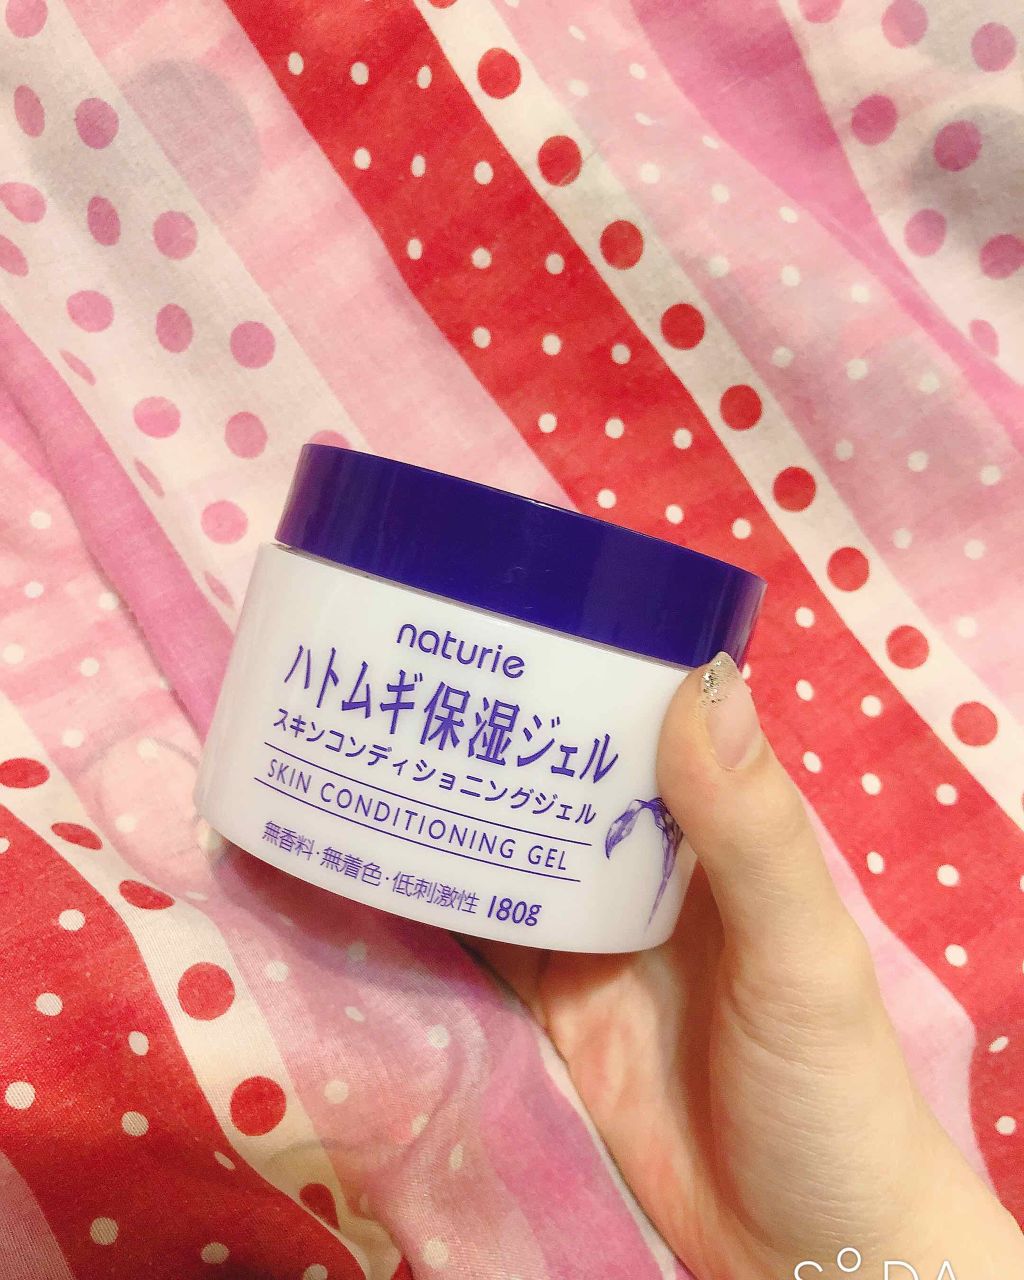 naturie
ハトムギ保湿ジェル
スキンコンディショニングジェル
SKIN CONDITIONING GEL
無香料・無着色・低刺激性 180g
SODA